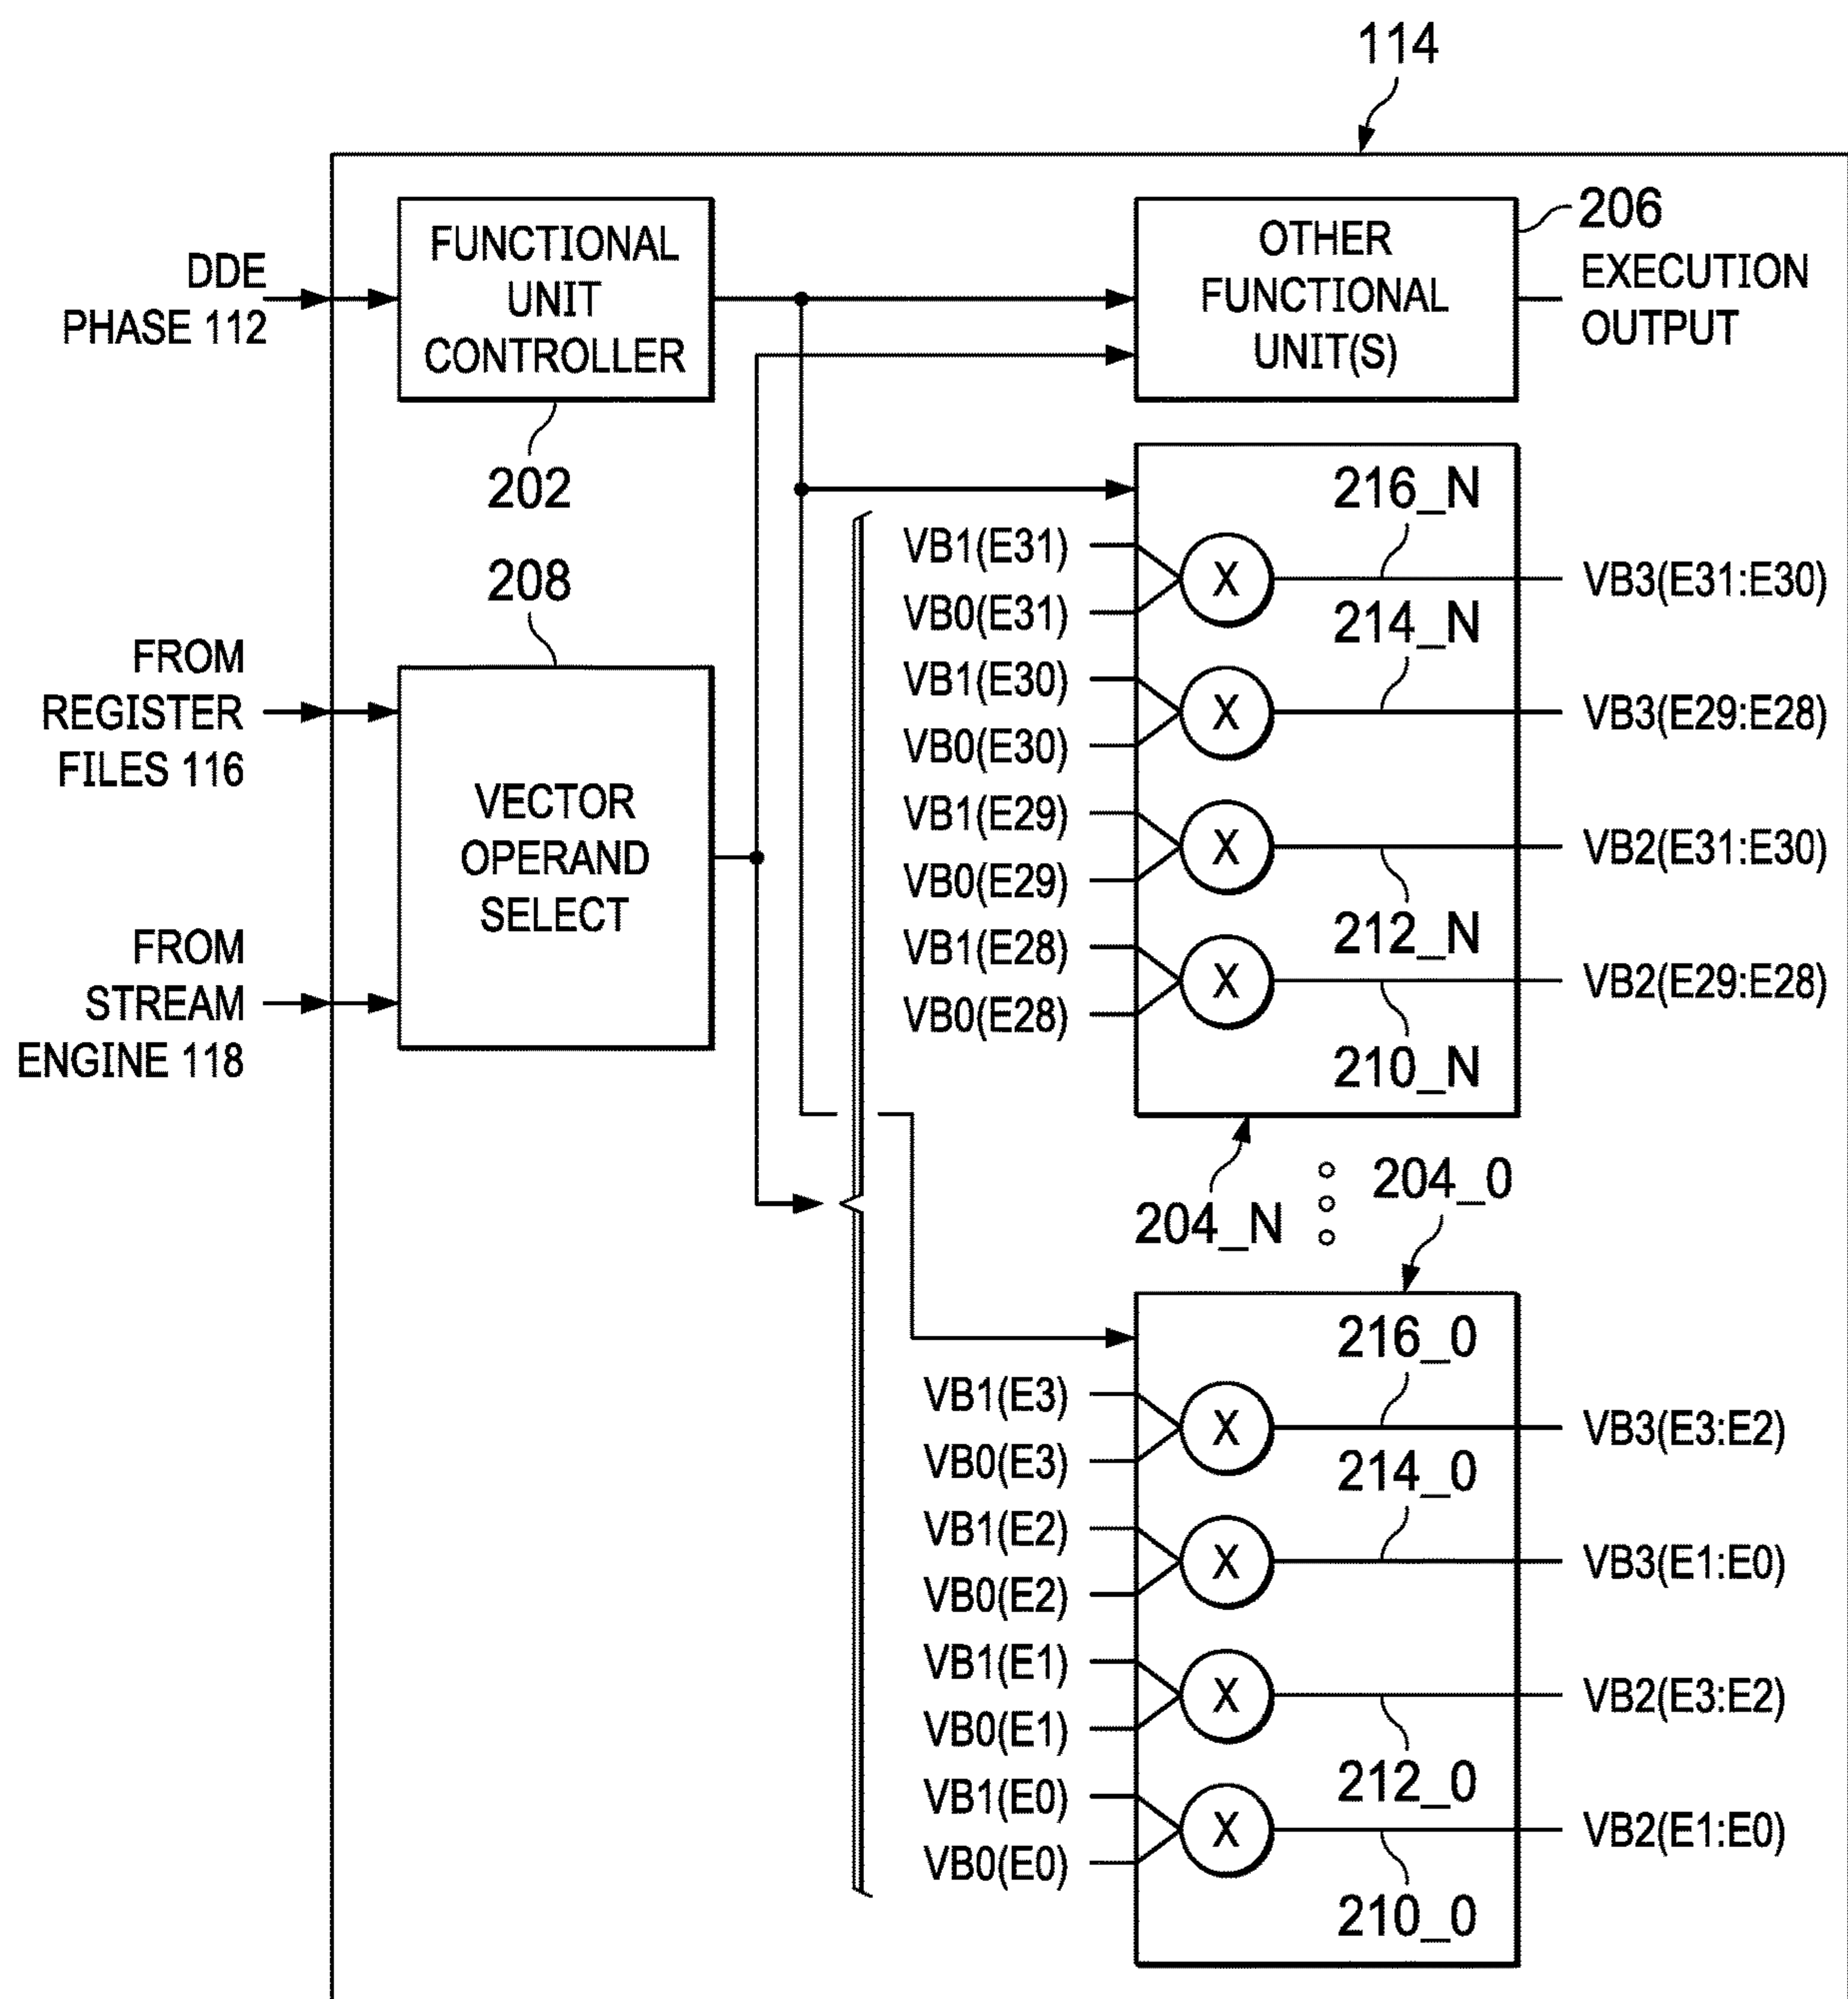 114
FUNCTIONAL
UNIT
CONTROLLER
OTHER
FUNCTIONAL
UNIT(S)
206
EXECUTION
OUTPUT
DDE
PHASE 112
202
208
FROM
REGISTER
FILES 116
FROM
STREAM
ENGINE 118
VECTOR
OPERAND
SELECT
216_N
VB1(E31)
X
VB3(E31:E30)
VB0(E31)
214_N
VB1(E30)
X
VB3(E29:E28)
VB0(E30)
VB1(E29)
X
VB2(E31:E30)
VB0(E29)
212_N
VB1(E28)
X
VB2(E29:E28)
VB0(E28)
210_N
204_N
204_0
216_0
VB1(E3)
X
VB3(E3:E2)
VB0(E3)
214_0
VB1(E2)
X
VB3(E1:E0)
VB0(E2)
VB1(E1)
X
VB2(E3:E2)
VB0(E1)
212_0
VB1(E0)
X
VB2(E1:E0)
VB0(E0)
210_0